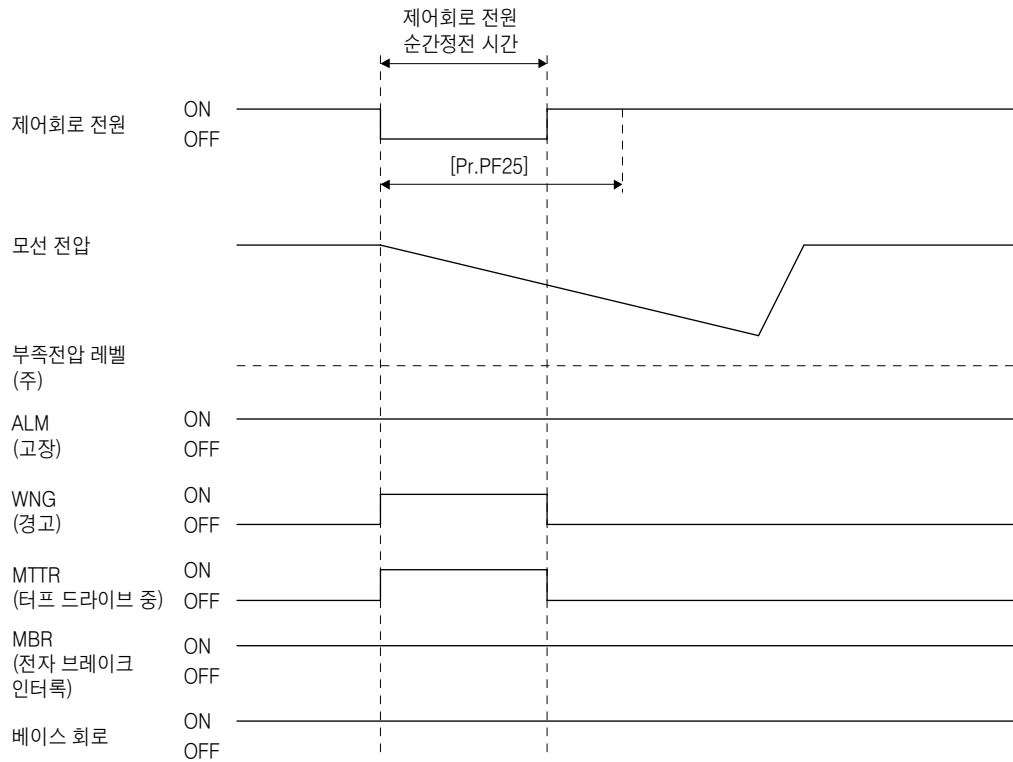 제어회로 전원
순간정전 시간
제어회로 전원
ON
OFF
[Pr.PF25]
모선 전압
부족전압 레벨
(주)
ALM
(고장)
ON
OFF
WNG
(경고)
ON
OFF
MTTR
(터프 드라이브 중)
ON
OFF
MBR
(전자 브레이크
인터록)
ON
OFF
베이스 회로
ON
OFF